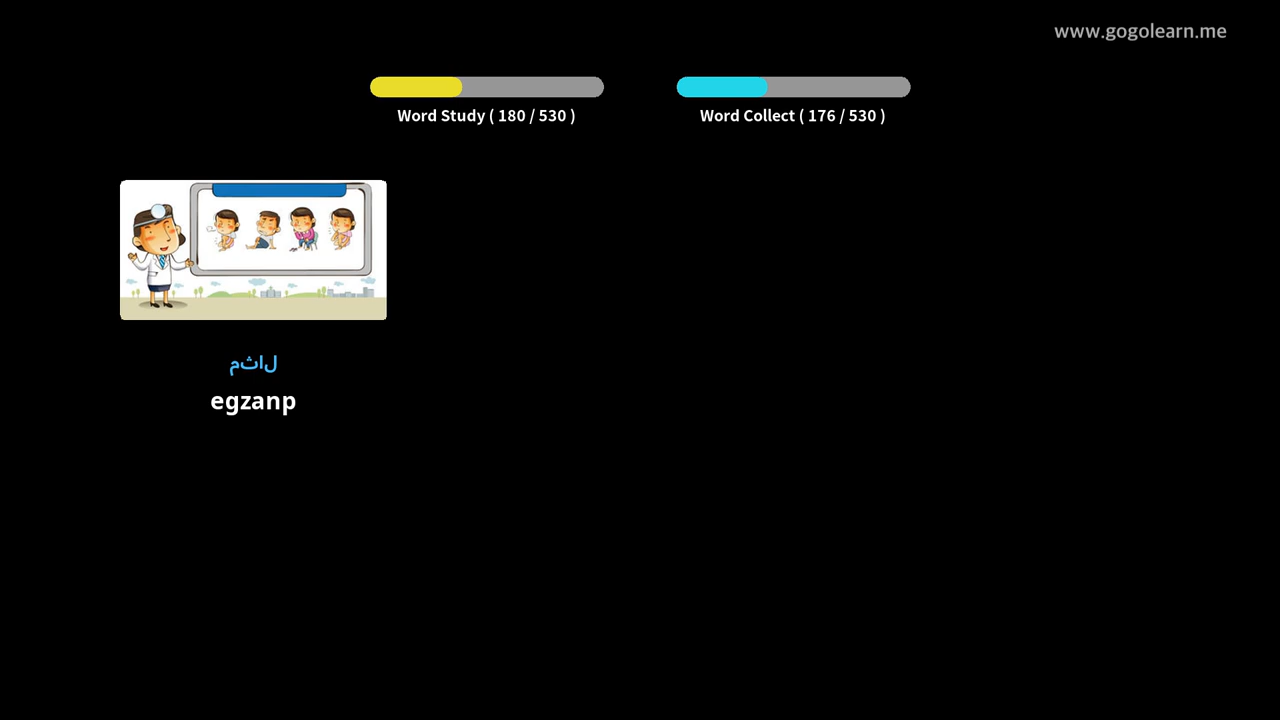 www.gogolearn.me
Word Study ( 180 / 530 )
Word Collect ( 176 / 530 )
مثال
egzanp